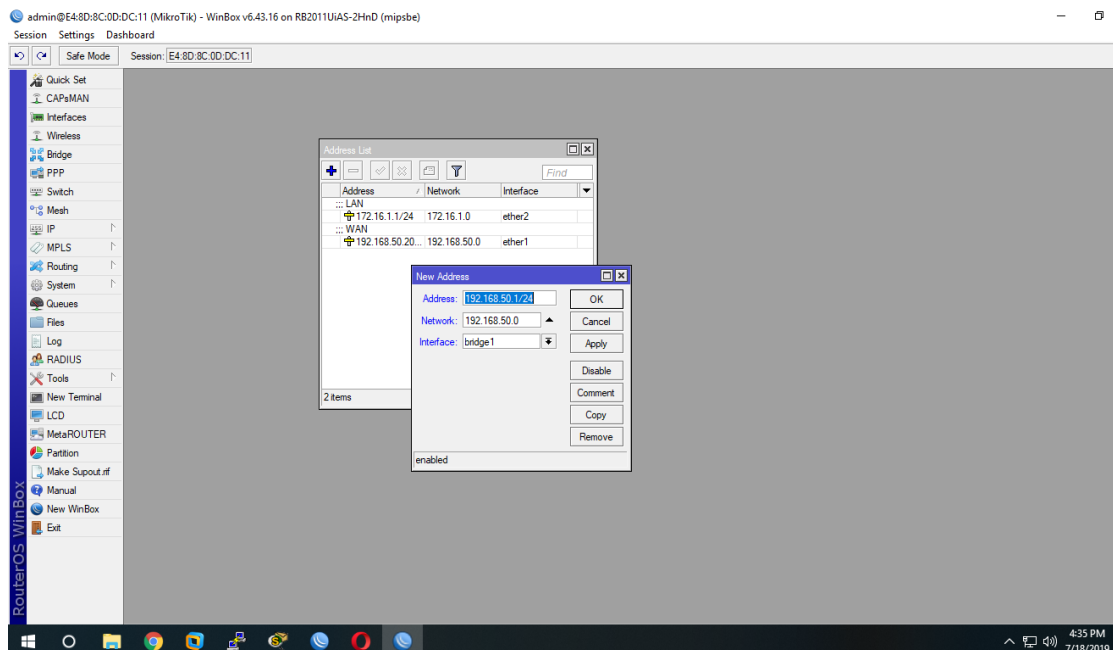 admin@E4:8D:8C:0D:DC:11 (MikroTik) - WinBox v6.43.16 on RB2011UiAS-2HnD (mipsbe)
Session Settings Dashboard
Safe Mode Session: E4:8D:8C:0D:DC:11
Quick Set
CAPsMAN
Interfaces
Wireless
Bridge
PPP
Switch
Mesh
IP
MPLS
Routing
System
Queues
Files
Log
RADIUS
Tools
New Terminal
LCD
MetaROUTER
Partition
Make Supout.rif
Manual
New WinBox
Exit
RouterOS WinBox
Address List
Find
Address Network Interface
::: LAN
172.16.1.1/24 172.16.1.0 ether2
::: WAN
192.168.50.20... 192.168.50.0 ether1
2 items
New Address
Address: 192.168.50.1/24 OK
Network: 192.168.50.0 Cancel
Interface: bridge1 Apply
Disable
Comment
Copy
Remove
enabled
4:35 PM
7/18/2019